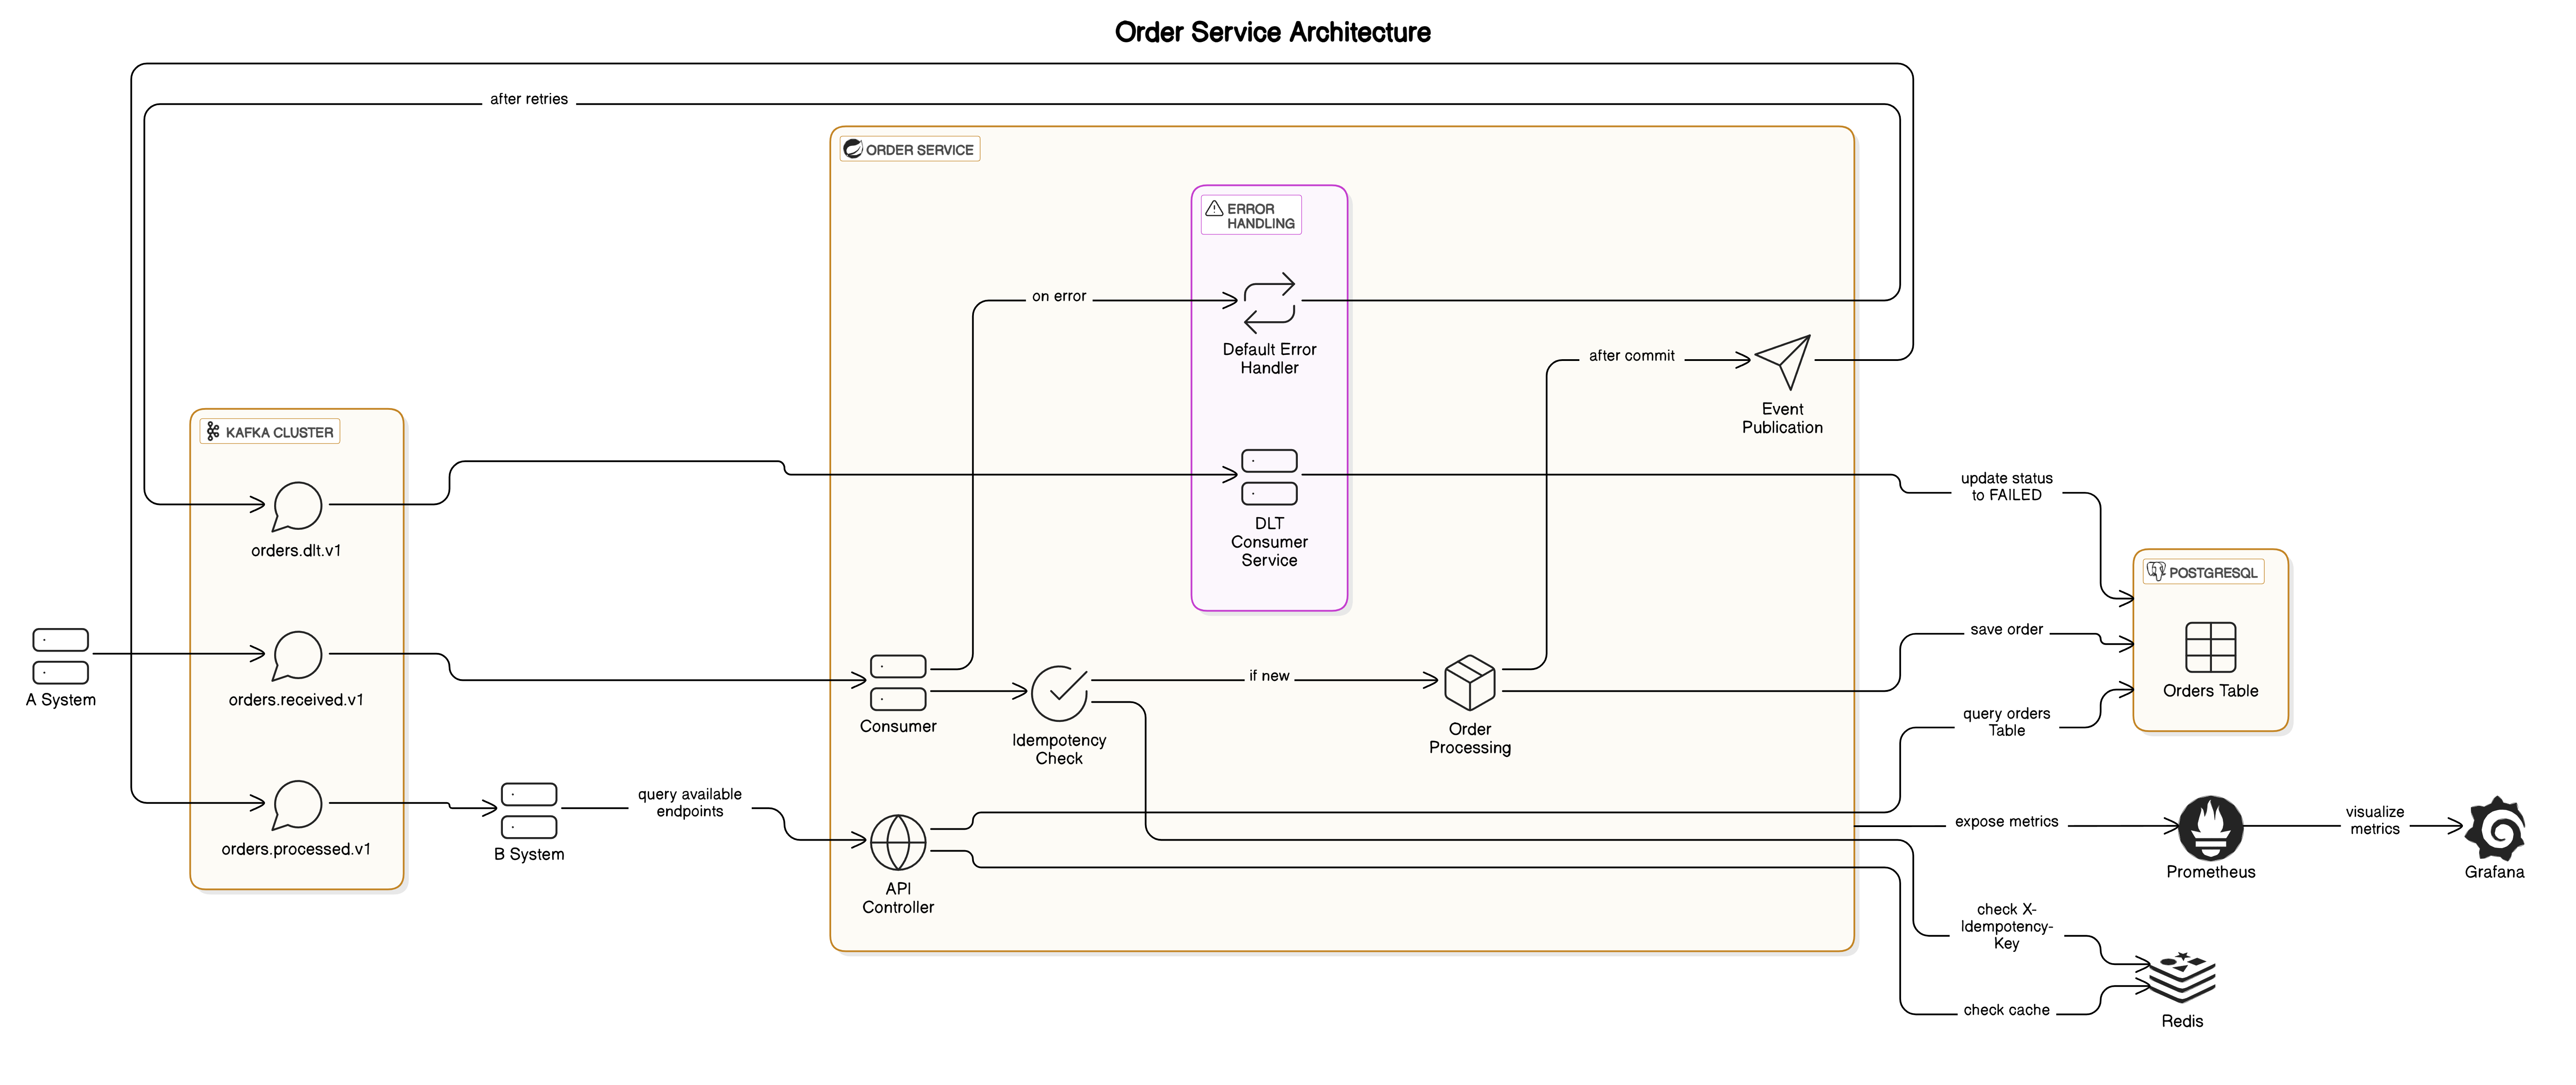 Order Service Architecture
after retries
ORDER SERVICE
ERROR
HANDLING
on error
Default Error
Handler
after commit
Event
Publication
KAFKA CLUSTER
orders.dlt.v1
DLT
Consumer
Service
update status
to FAILED
POSTGRESQL
Orders Table
save order
query orders
Table
A System
orders.received.v1
Consumer
Idempotency
Check
if new
Order
Processing
orders.processed.v1
B System
query available
endpoints
API
Controller
expose metrics
Prometheus
visualize
metrics
Grafana
check X-
Idempotency-
Key
check cache
Redis